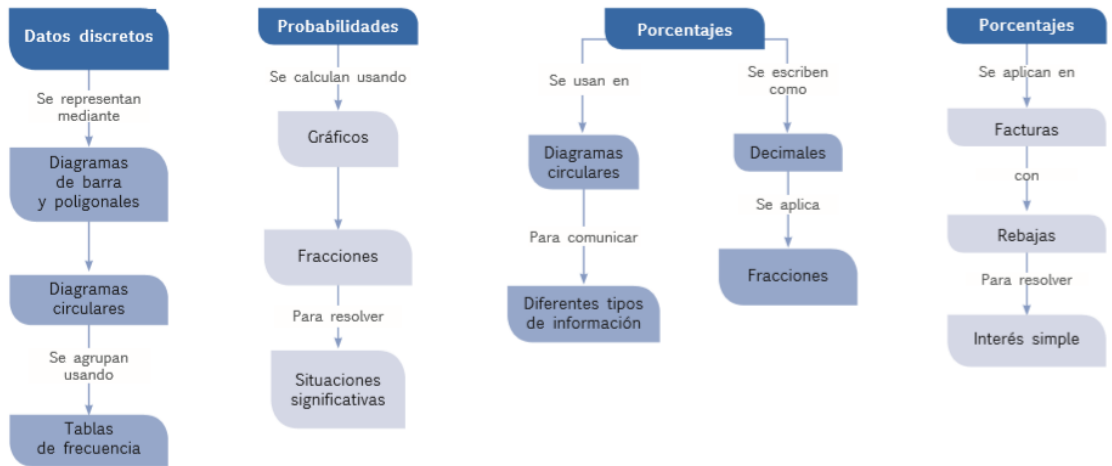 Datos discretos
Se representan
mediante
Diagramas
de barra
y poligonales
Diagramas
circulares
Se agrupan
usando
Tablas
de frecuencia
Probabilidades
Se calculan usando
Gráficos
Fracciones
Para resolver
Situaciones
significativas
Porcentajes
Se usan en
Diagramas
circulares
Para comunicar
Diferentes tipos
de información
Se escriben
como
Decimales
Se aplica
Fracciones
Porcentajes
Se aplican en
Facturas
con
Rebajas
Para resolver
Interés simple